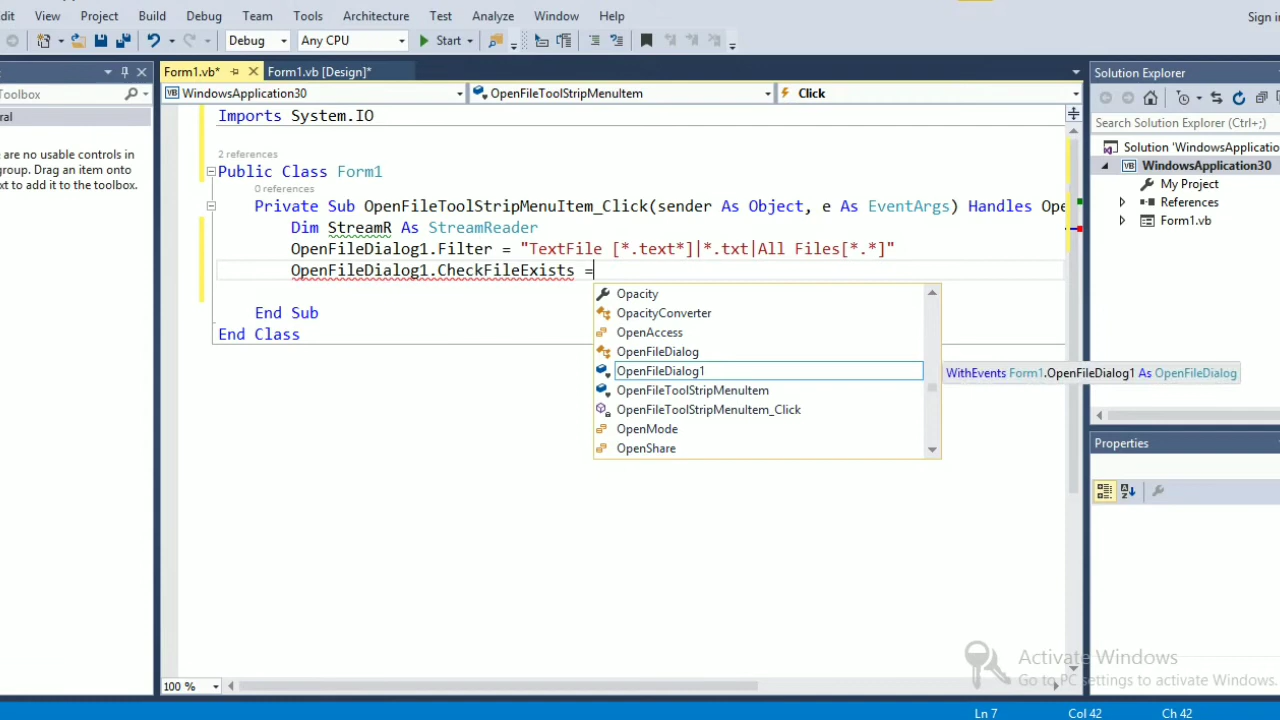 dit View Project Build Debug Team Tools Architecture Test Analyze Window Help
Sign in
Debug Any CPU Start
Form1.vb* Form1.vb [Design]*
Solution Explorer
oolbox
WindowsApplication30 OpenFileToolStripMenuItem Click
al
Imports System.IO
Search Solution Explorer (Ctrl+;)
re are no usable controls in
group. Drag an item onto
xt to add it to the toolbox.
2 references
Public Class Form1
0 references
Private Sub OpenFileToolStripMenuItem_Click(sender As Object, e As EventArgs) Handles Ope
Dim StreamR As StreamReader
OpenFileDialog1.Filter = "TextFile [*.text*]|*.txt|All Files[*.*]"
OpenFileDialog1.CheckFileExists =
End Sub
End Class
Opacity
OpacityConverter
OpenAccess
OpenFileDialog
OpenFileDialog1
OpenFileToolStripMenuItem
OpenFileToolStripMenuItem_Click
OpenMode
OpenShare
WithEvents Form1.OpenFileDialog1 As OpenFileDialog
Solution 'WindowsApplicatio
WindowsApplication30
My Project
References
Form1.vb
Properties
Activate Windows
Go to PC settings to activate Windows.
100 %
Ln 7 Col 42 Ch 42